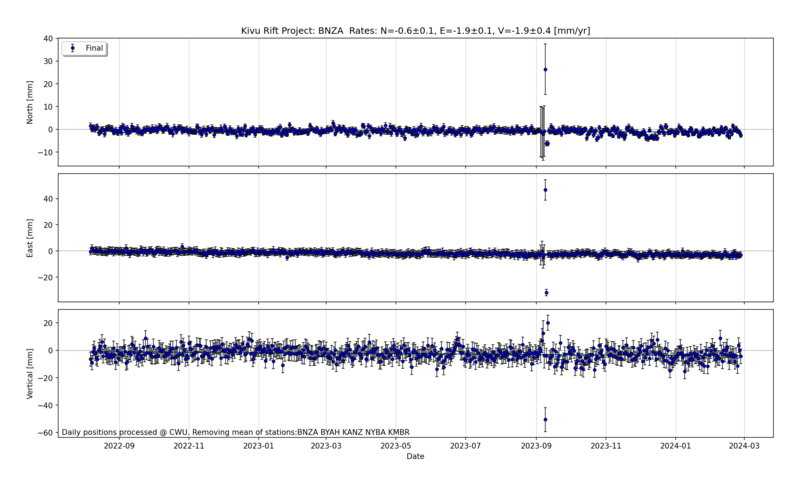 Kivu Rift Project: BNZA Rates: N=-0.6±0.1, E=-1.9±0.1, V=-1.9±0.4 [mm/yr]
Final
North [mm]
40
30
20
10
0
−10
East [mm]
40
20
0
−20
Vertical [mm]
20
0
−20
−40
−60
Daily positions processed @ CWU. Removing mean of stations:BNZA BYAH KANZ NYBA KMBR
2022-09 2022-11 2023-01 2023-03 2023-05 2023-07 2023-09 2023-11 2024-01 2024-03
Date